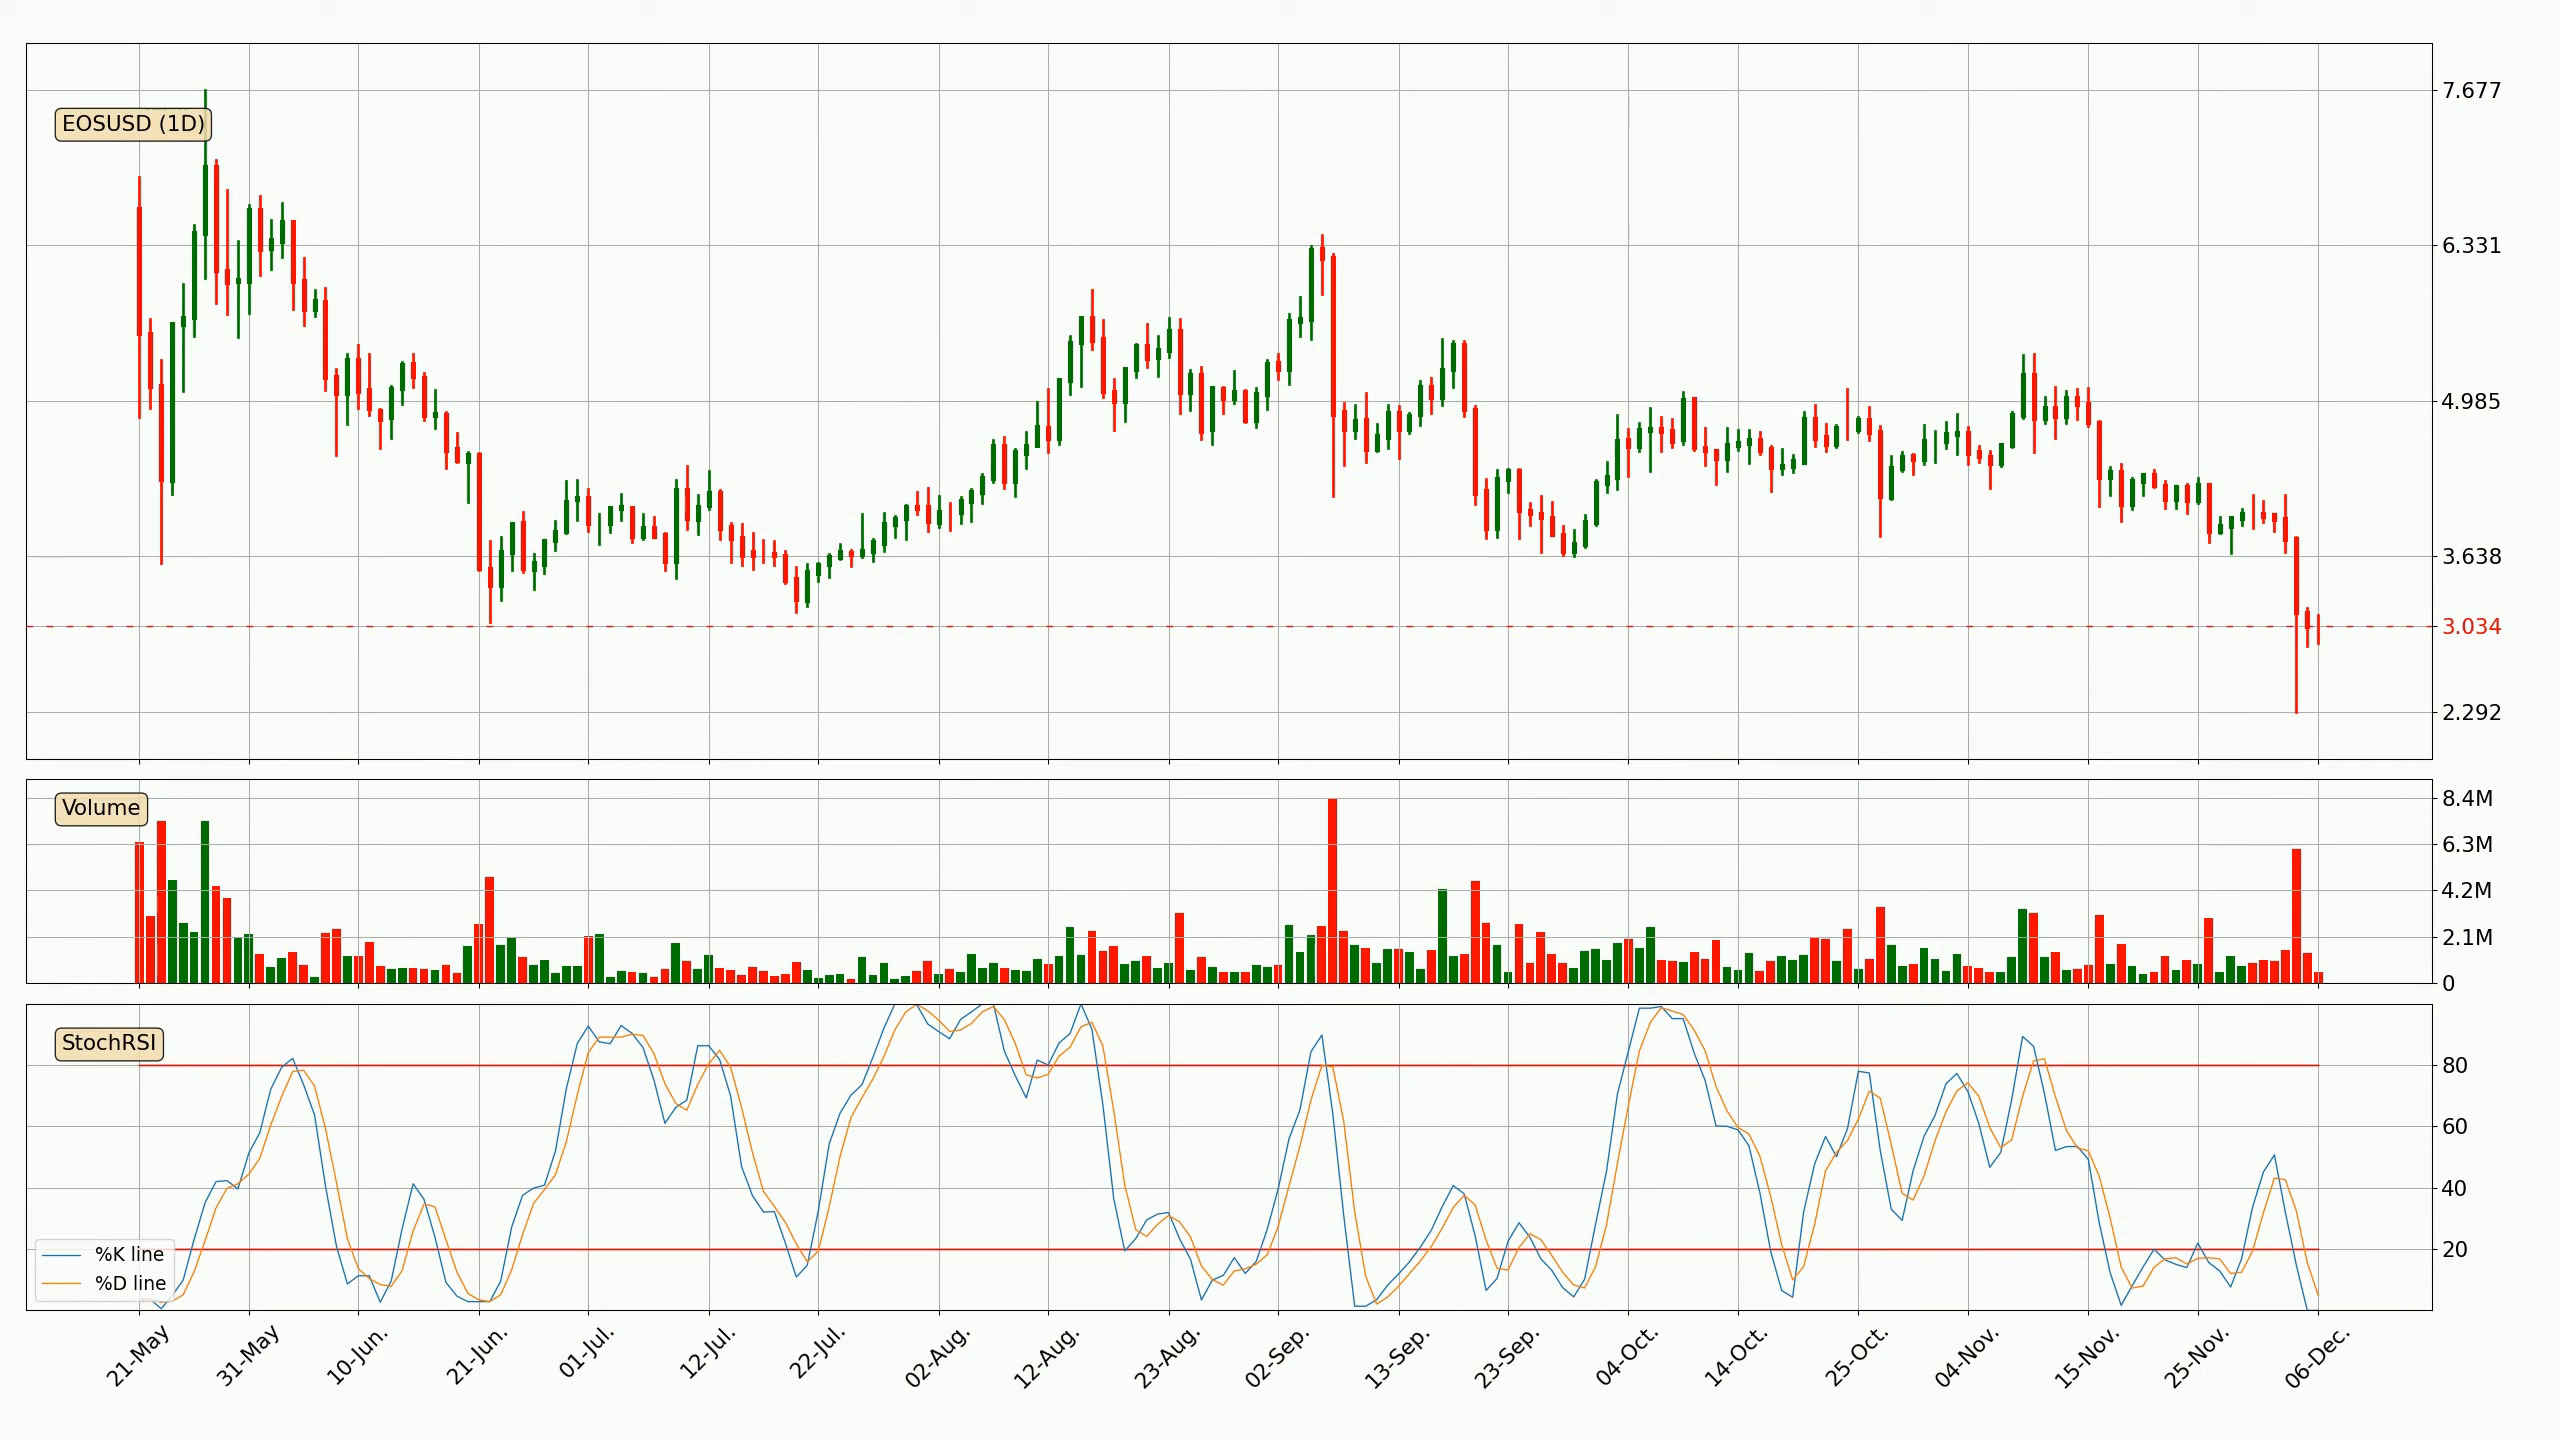 EOSUSD (1D)
7.677
6.331
4.985
3.638
3.034
2.292
Volume
8.4M
6.3M
4.2M
2.1M
0
StochRSI
80
60
40
20
%K line
%D line
21-May
31-May
10-Jun.
21-Jun.
01-Jul.
12-Jul.
22-Jul.
02-Aug.
12-Aug.
23-Aug.
02-Sep.
13-Sep.
23-Sep.
04-Oct.
14-Oct.
25-Oct.
04-Nov.
15-Nov.
25-Nov.
06-Dec.